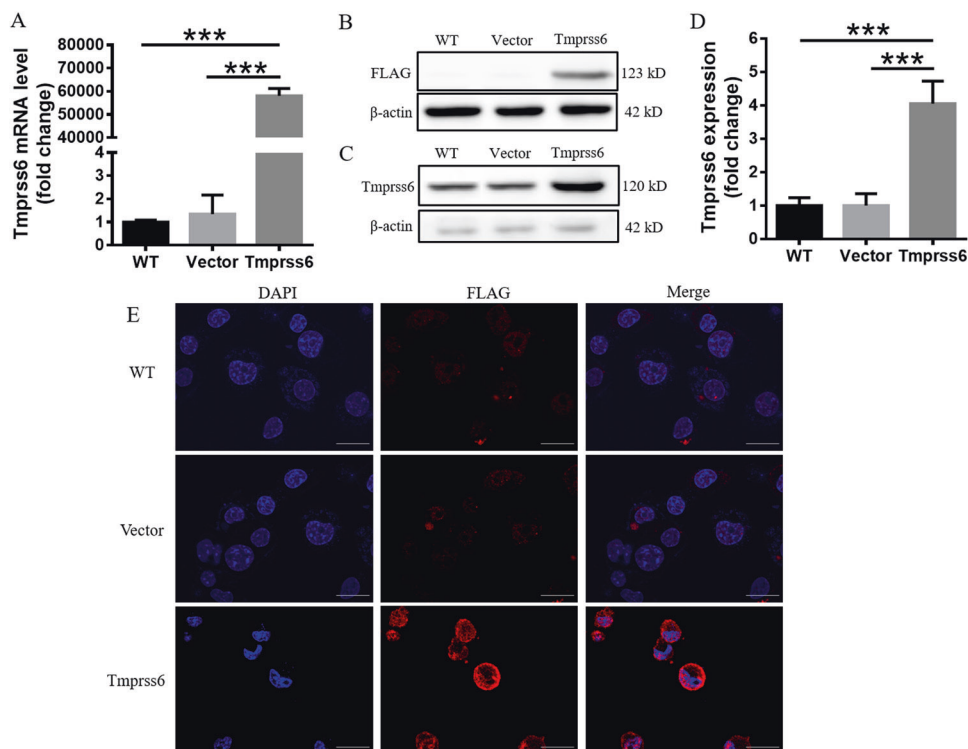 A
Tmprss6 mRNA level
(fold change)
80000
70000
60000
50000
40000
4
3
2
1
0
***
***
WT
Vector
Tmprss6
B
WT
Vector
Tmprss6
FLAG
123 kD
β-actin
42 kD
C
WT
Vector
Tmprss6
Tmprss6
120 kD
β-actin
42 kD
D
Tmprss6 expression
(fold change)
6
5
4
3
2
1
0
***
***
WT
Vector
Tmprss6
E
DAPI
FLAG
Merge
WT
Vector
Tmprss6